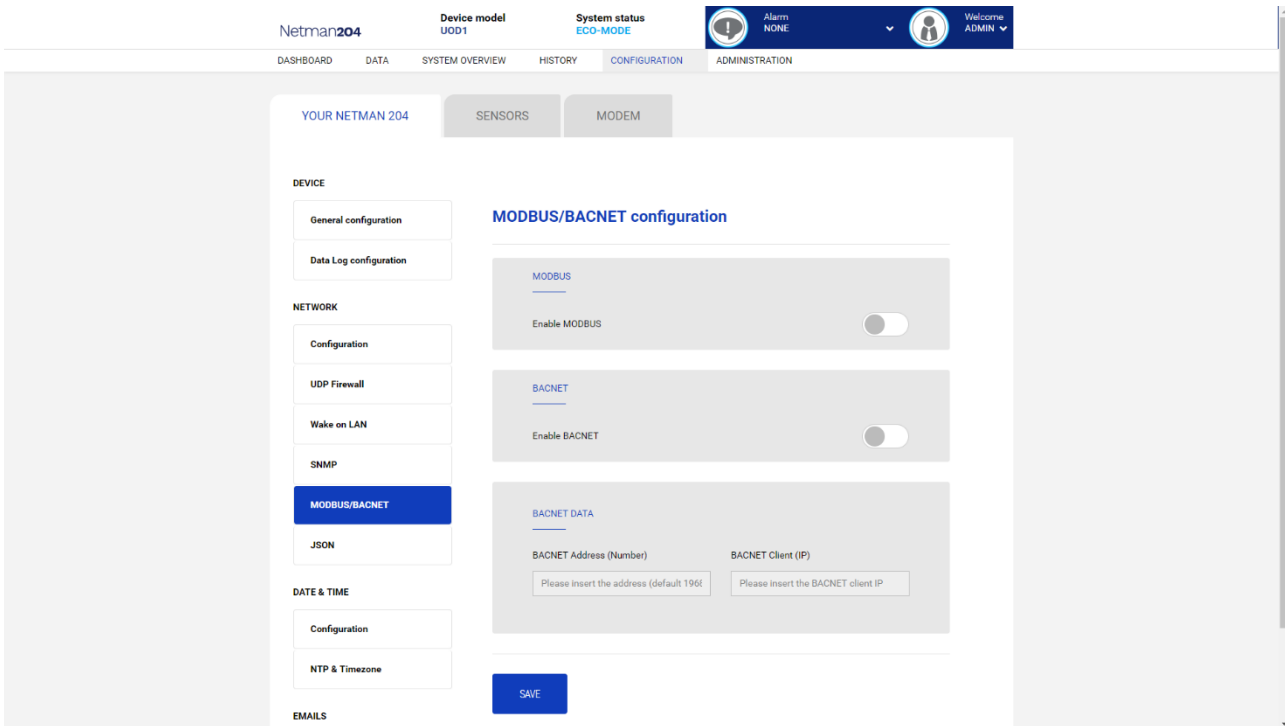 Netman204
Device model
UOD1
System status
ECO-MODE
Alarm
NONE
Welcome
ADMIN
DASHBOARD DATA SYSTEM OVERVIEW HISTORY CONFIGURATION ADMINISTRATION
YOUR NETMAN 204 SENSORS MODEM
DEVICE
General configuration
Data Log configuration
NETWORK
Configuration
UDP Firewall
Wake on LAN
SNMP
MODBUS/BACNET
JSON
DATE & TIME
Configuration
NTP & Timezone
EMAILS
MODBUS/BACNET configuration
MODBUS
Enable MODBUS
BACNET
Enable BACNET
BACNET DATA
BACNET Address (Number) BACNET Client (IP)
Please insert the address (default 1968 Please insert the BACNET client IP
SAVE